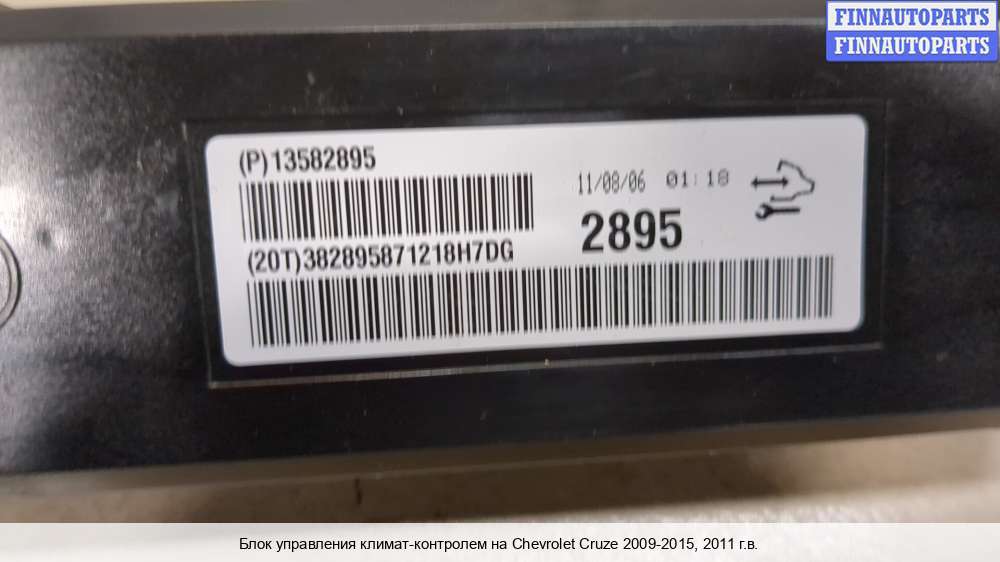 FINNAUTOPARTS
FINNAUTOPARTS
(P)13582895
11/08/06 01:18
2895
(20T)382895871218H7DG
Блок управления климат-контролем на Chevrolet Cruze 2009-2015, 2011 г.в.